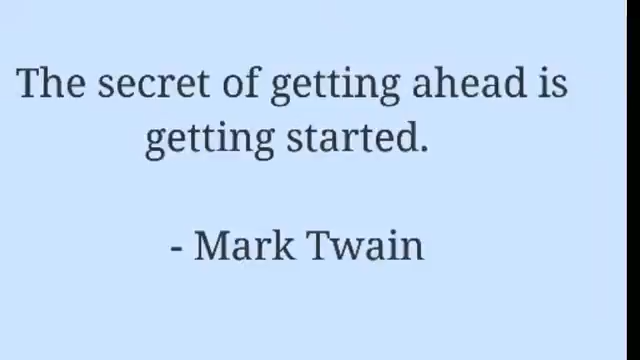 The secret of getting ahead is
getting started.
- Mark Twain